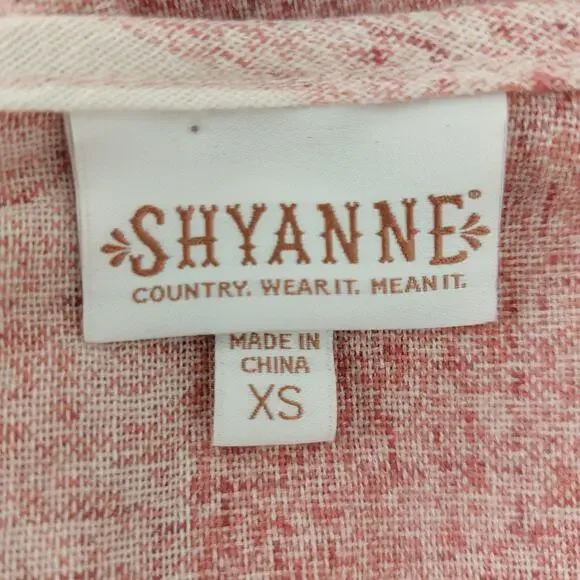 SHYANNE®
COUNTRY. WEAR IT. MEAN IT.
MADE IN
CHINA
XS